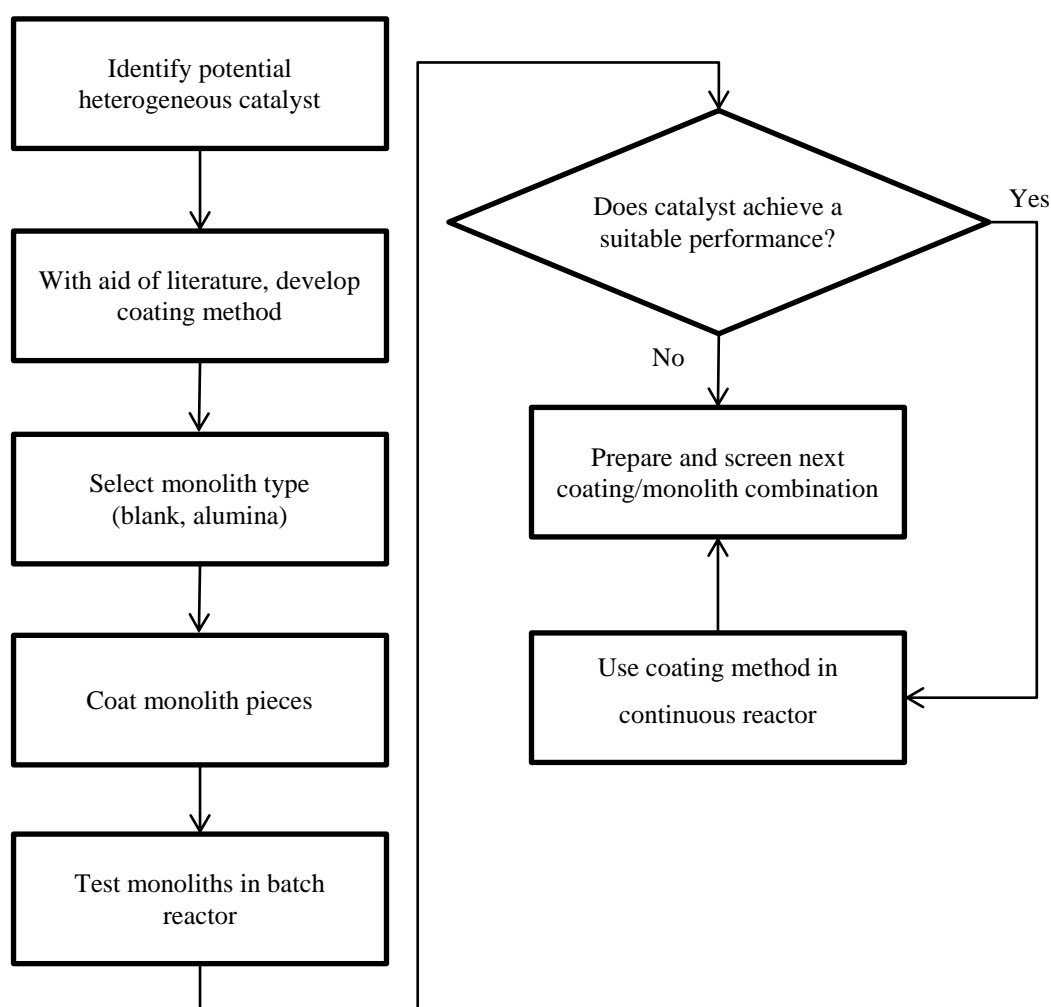 Identify potential
heterogeneous catalyst
With aid of literature, develop
coating method
Select monolith type
(blank, alumina)
Coat monolith pieces
Test monoliths in batch
reactor
Does catalyst achieve a
suitable performance?
Yes
No
Prepare and screen next
coating/monolith combination
Use coating method in
continuous reactor